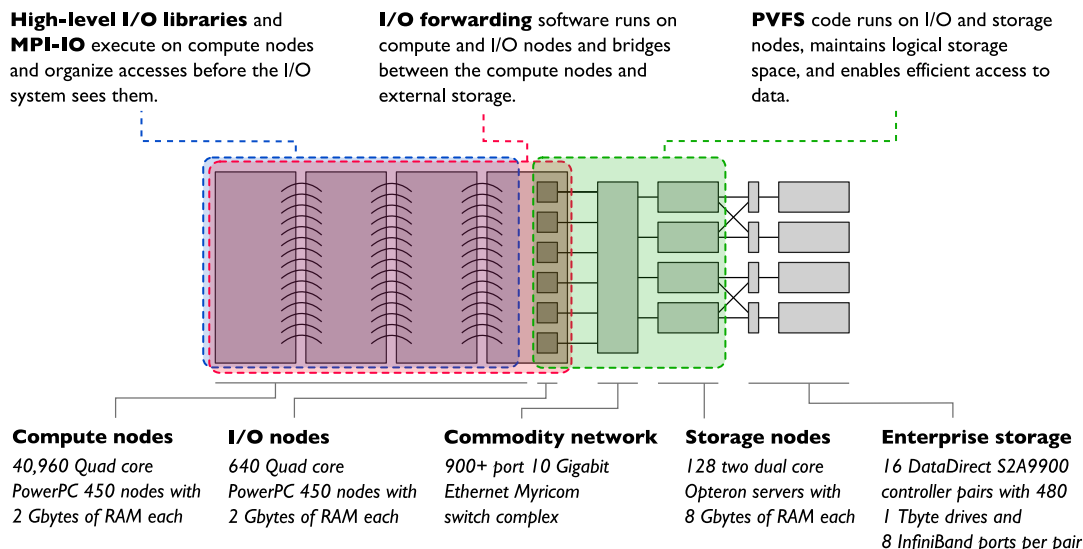 High-level I/O libraries and
MPI-IO execute on compute nodes
and organize accesses before the I/O
system sees them.
I/O forwarding software runs on
compute and I/O nodes and bridges
between the compute nodes and
external storage.
PVFS code runs on I/O and storage
nodes, maintains logical storage
space, and enables efficient access to
data.
Compute nodes
40,960 Quad core
PowerPC 450 nodes with
2 Gbytes of RAM each
I/O nodes
640 Quad core
PowerPC 450 nodes with
2 Gbytes of RAM each
Commodity network
900+ port 10 Gigabit
Ethernet Myricom
switch complex
Storage nodes
128 two dual core
Opteron servers with
8 Gbytes of RAM each
Enterprise storage
16 DataDirect S2A9900
controller pairs with 480
1 Tbyte drives and
8 InfiniBand ports per pair